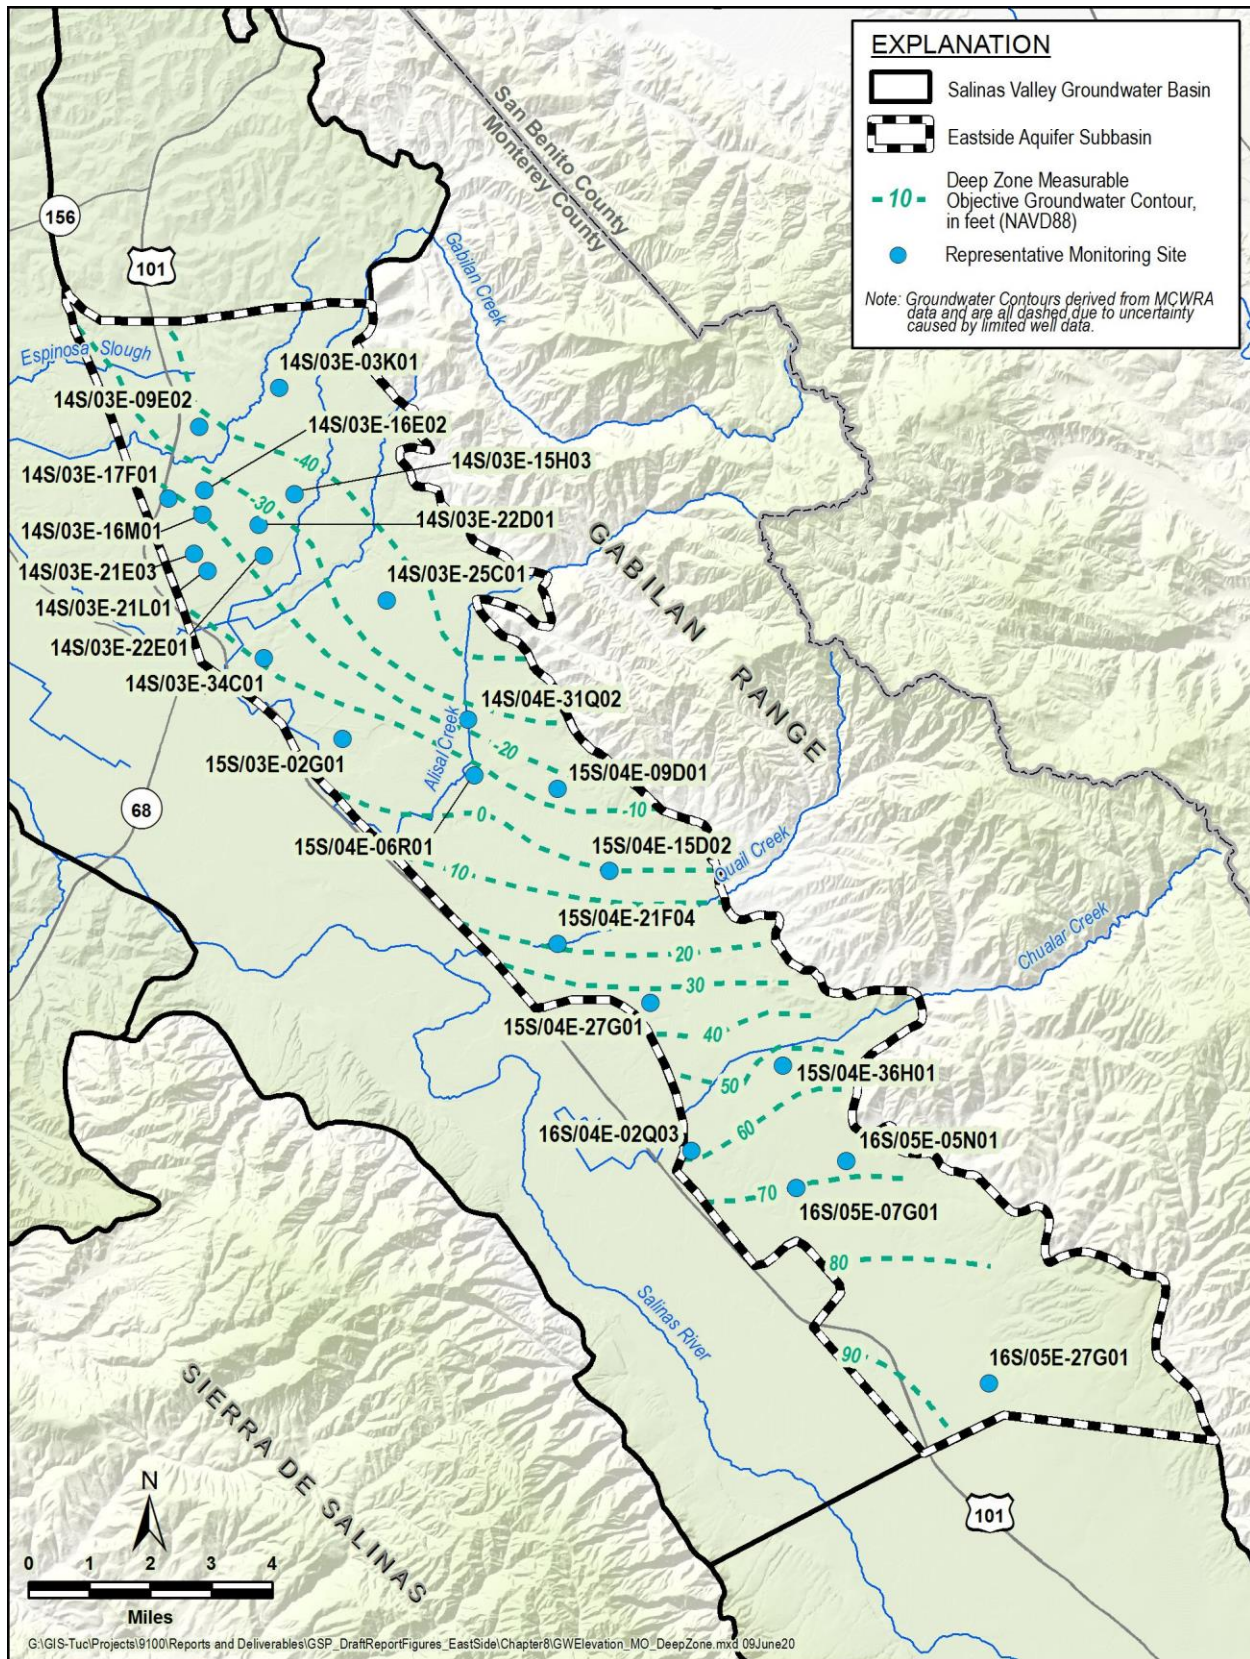 EXPLANATION
Salinas Valley Groundwater Basin
Eastside Aquifer Subbasin
-10-
Deep Zone Measurable
Objective Groundwater Contour,
in feet (NAVD88)
Representative Monitoring Site
Note: Groundwater Contours derived from MCWRA
data and are all dashed due to uncertainty
caused by limited well data.
San Benito County
Monterey County
156
101
Gabilan Creek
Espinosa Slough
14S/03E-03K01
14S/03E-09E02
14S/03E-16E02
-40
14S/03E-15H03
14S/03E-17F01
-30
14S/03E-22D01
14S/03E-16M01
GABILAN
RANGE
14S/03E-21E03
14S/03E-25C01
14S/03E-21L01
14S/03E-22E01
14S/03E-34C01
14S/04E-31Q02
-20
Alisal Creek
15S/03E-02G01
15S/04E-09D01
68
0
-10
15S/04E-06R01
15S/04E-15D02
Quail Creek
10
15S/04E-21F04
Chualar Creek
20
30
15S/04E-27G01
40
15S/04E-36H01
50
16S/04E-02Q03
60
16S/05E-05N01
70
16S/05E-07G01
80
Salinas River
90
16S/05E-27G01
SIERRA DE SALINAS
101
N
0 1 2 3 4
Miles
G:\GIS-Tuc\Projects\9100\Reports and Deliverables\GSP_DraftReportFigures_EastSide\Chapter8\GWElevation_MO_DeepZone.mxd 09June20